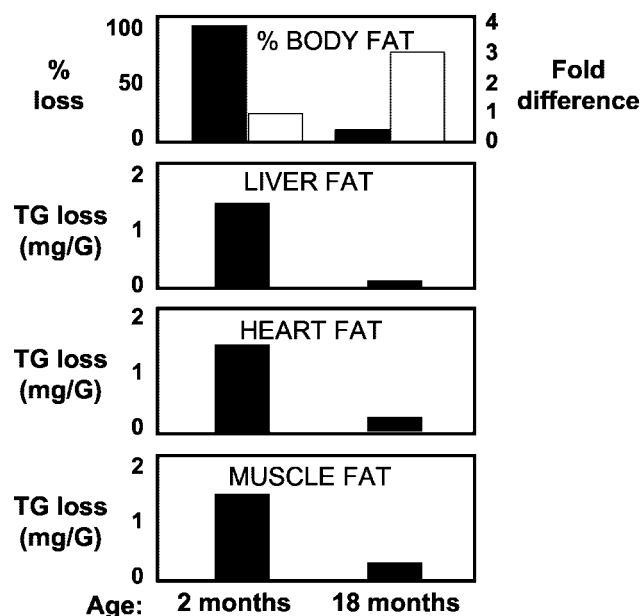 % BODY FAT
% loss
100
50
0
4
3
2
1
0
Fold difference
LIVER FAT
TG loss (mg/G)
2
1
0
HEART FAT
TG loss (mg/G)
2
1
0
MUSCLE FAT
TG loss (mg/G)
2
1
0
Age: 2 months 18 months